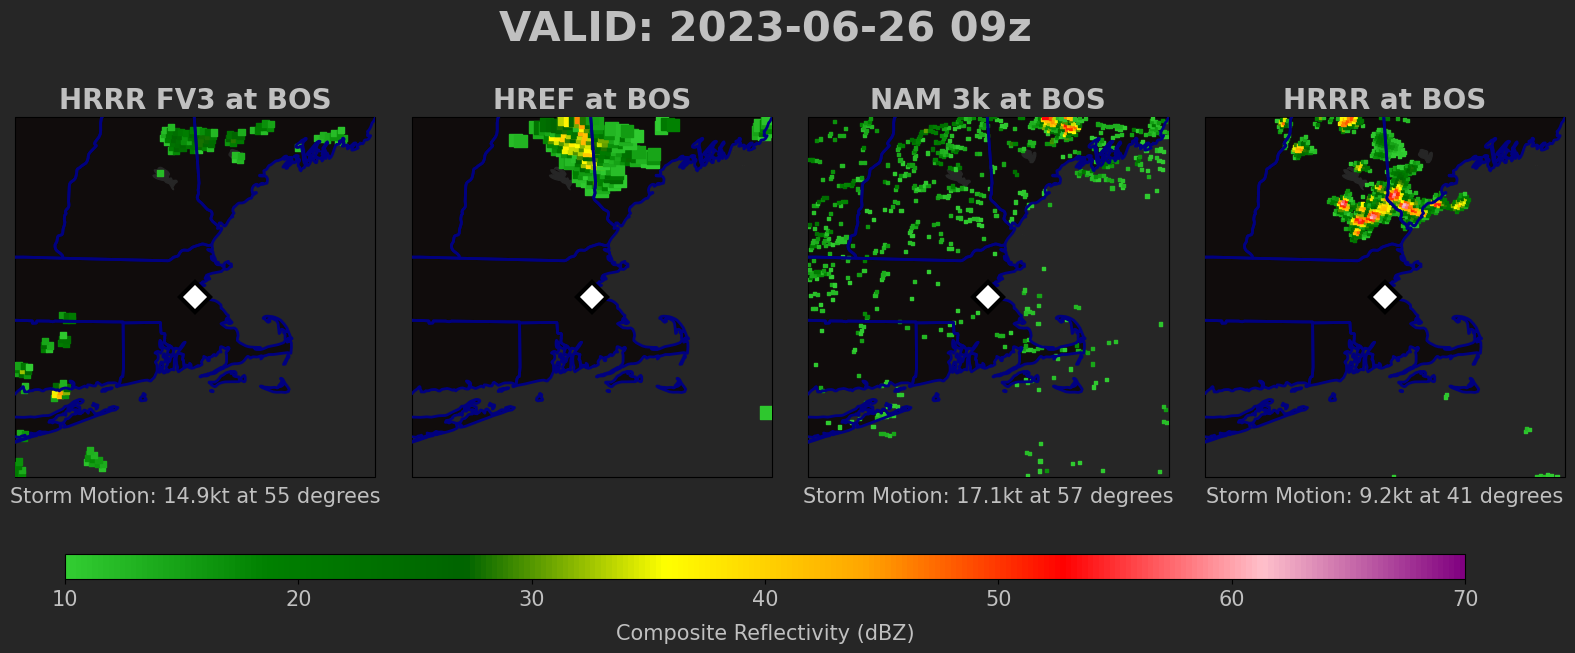 VALID: 2023-06-26 09z
HRRR FV3 at BOS
HREF at BOS
NAM 3k at BOS
HRRR at BOS
Storm Motion: 14.9kt at 55 degrees
Storm Motion: 17.1kt at 57 degrees
Storm Motion: 9.2kt at 41 degrees
10 20 30 40 50 60 70
Composite Reflectivity (dBZ)